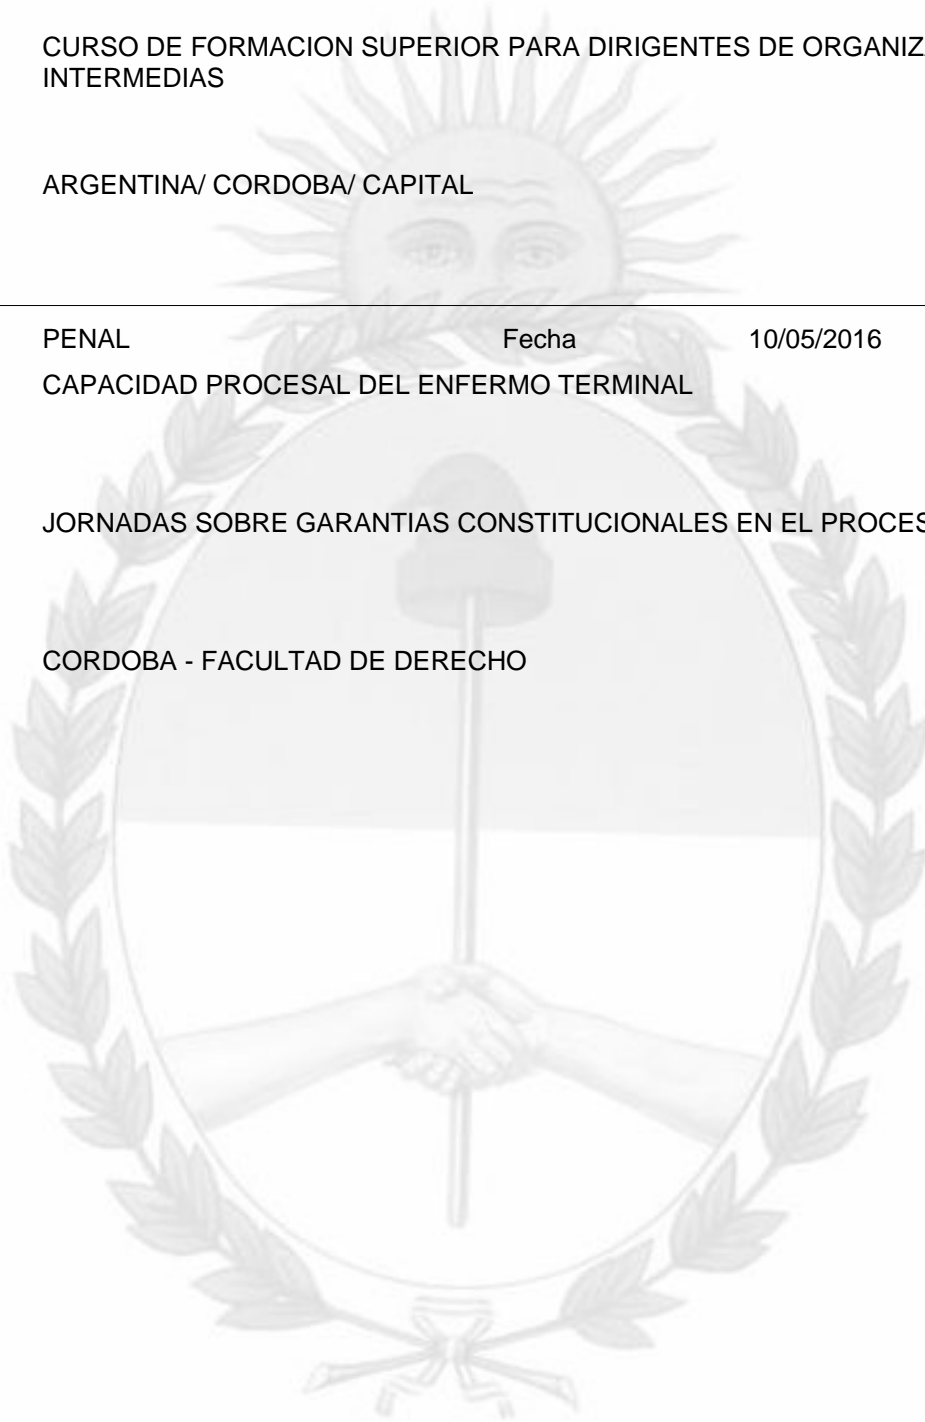 CURSO DE FORMACION SUPERIOR PARA DIRIGENTES DE ORGANIZ
INTERMEDIAS
ARGENTINA/ CORDOBA/ CAPITAL
PENAL Fecha 10/05/2016
CAPACIDAD PROCESAL DEL ENFERMO TERMINAL
JORNADAS SOBRE GARANTIAS CONSTITUCIONALES EN EL PROCES
CORDOBA - FACULTAD DE DERECHO